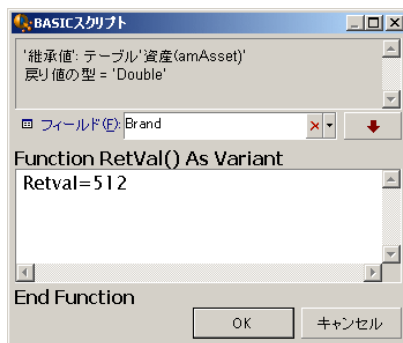 BASICスクリプト
'継承値': テーブル'資産(amAsset)'
戻り値の型 = 'Double'
フィールド(F): Brand
Function RetVal() As Variant
Retval=512
End Function
OK キャンセル